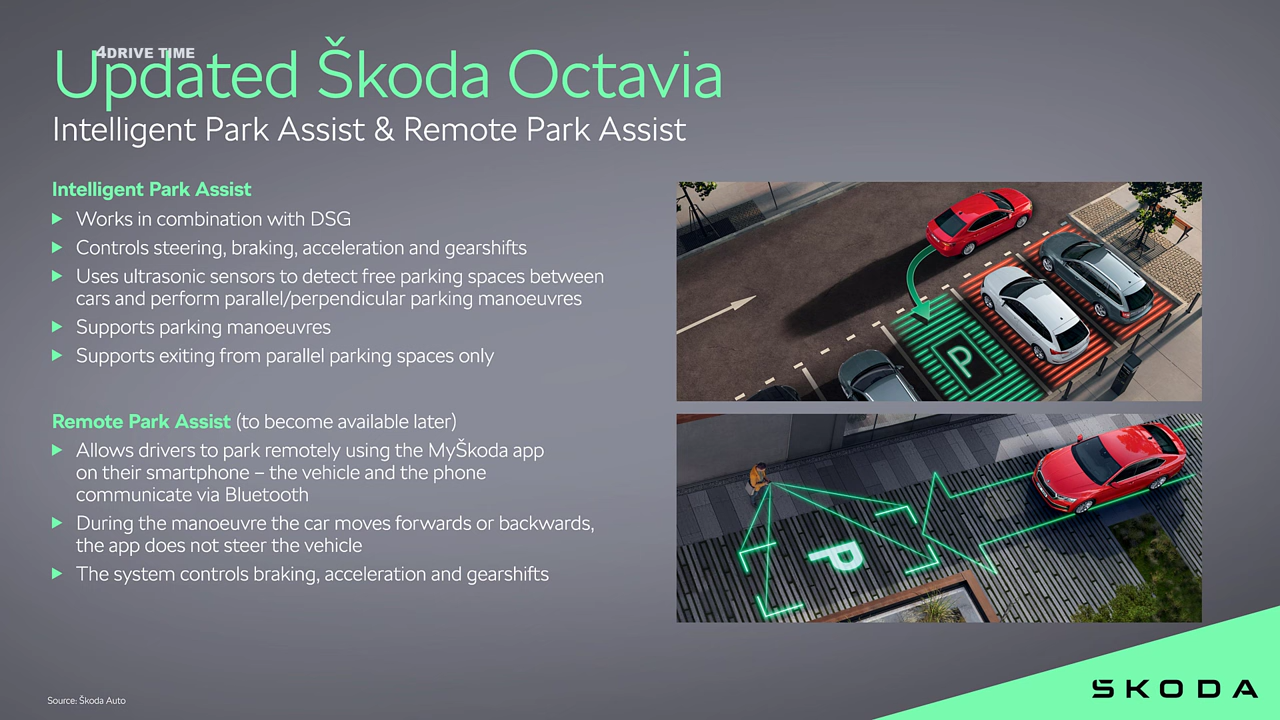 4DRIVE TIME
Updated Škoda Octavia
Intelligent Park Assist & Remote Park Assist
Intelligent Park Assist
Works in combination with DSG
Controls steering, braking, acceleration and gearshifts
Uses ultrasonic sensors to detect free parking spaces between
cars and perform parallel/perpendicular parking manoeuvres
Supports parking manoeuvres
Supports exiting from parallel parking spaces only
Remote Park Assist (to become available later)
Allows drivers to park remotely using the MyŠkoda app
on their smartphone – the vehicle and the phone
communicate via Bluetooth
During the manoeuvre the car moves forwards or backwards,
the app does not steer the vehicle
The system controls braking, acceleration and gearshifts
P
P
Source: Škoda Auto
ŠKODA